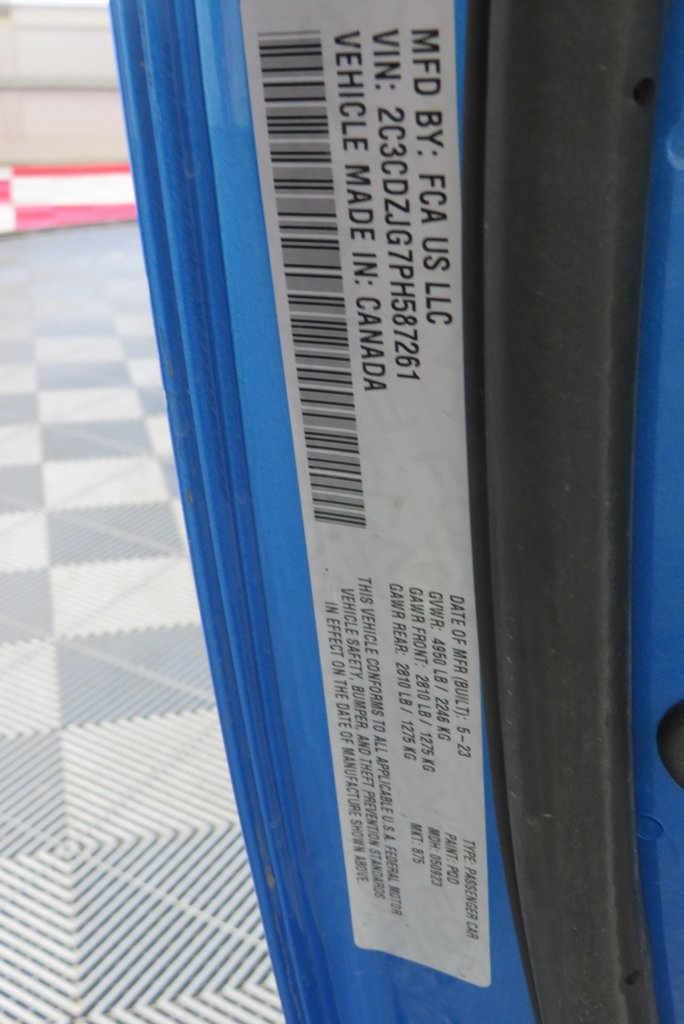 MFD BY: FCA US LLC
VIN: 2C3CDZJG7PH587261
VEHICLE MADE IN: CANADA
DATE OF MFR (BUILT): 5-23
GVWR: 4950 LB / 2246 KG
GAWR FRONT: 2810 LB / 1275 KG
GAWR REAR: 2810 LB / 1275 KG
THIS VEHICLE CONFORMS TO ALL APPLICABLE U.S.A. FEDERAL MOTOR
VEHICLE SAFETY, BUMPER, AND THEFT PREVENTION STANDARDS
IN EFFECT ON THE DATE OF MANUFACTURE SHOWN ABOVE.
TYPE: PASSENGER CAR
PAINT: PQD
MDH: 050923
MKT: 875